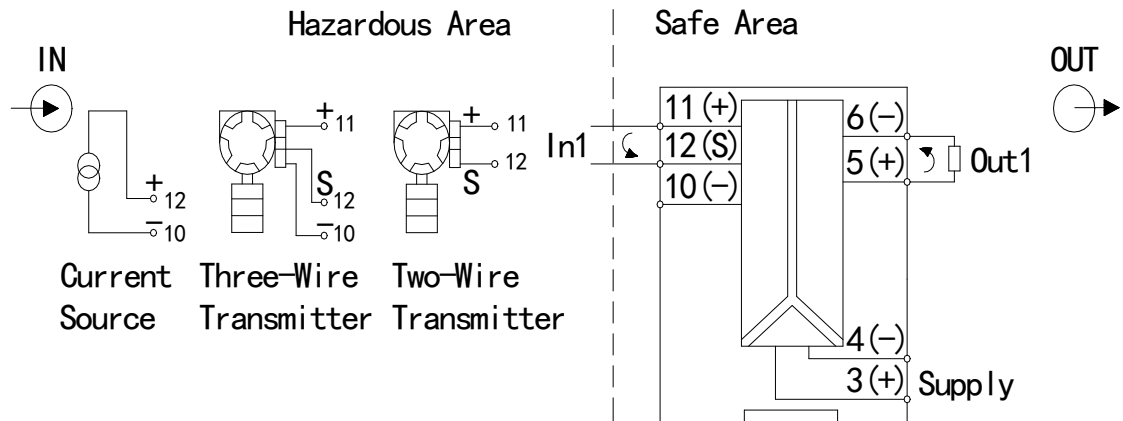 Hazardous Area
Safe Area
IN
OUT
+
12
−
10
Current
Source
+
11
S
12
−
10
Three-Wire
Transmitter
+
11
12
S
Two-Wire
Transmitter
In1
11(+)
12(S)
10(−)
6(−)
5(+)
Out1
4(−)
3(+)
Supply